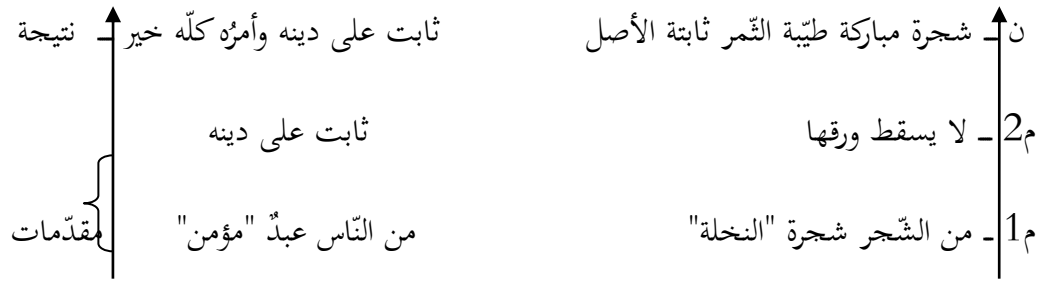 ن ـ شجرة مباركة طيّبة الثّمر ثابتة الأصل ثابت على دينه وأمرُه كلّه خير ـ نتيجة
م2 ـ لا يسقط ورقها ثابت على دينه
م1 ـ من الشّجر شجرة "النخلة" من النّاس عبدٌ "مؤمن" مقدّمات